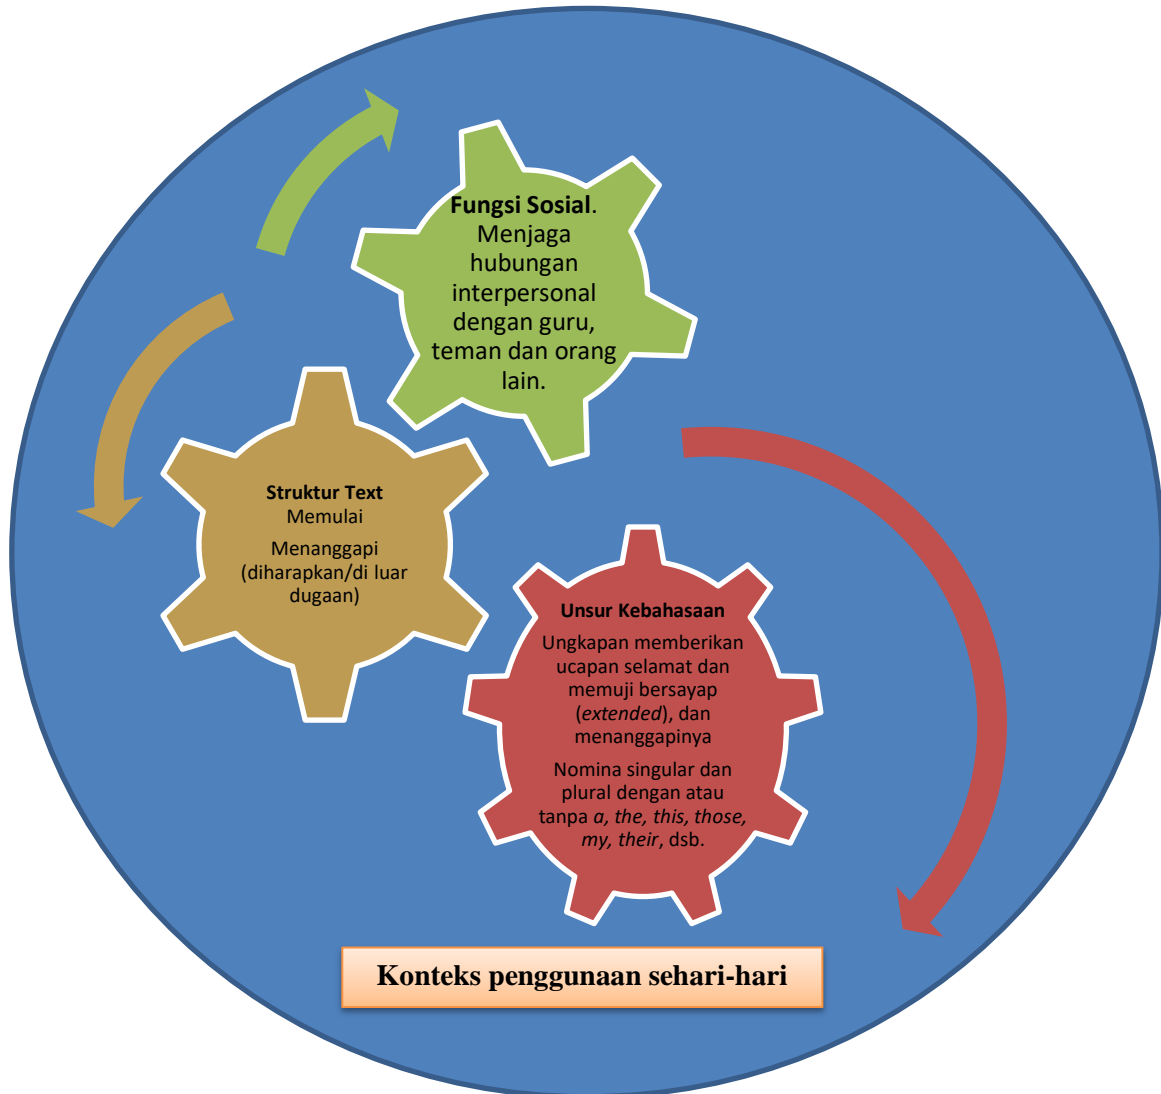 Fungsi Sosial.
Menjaga
hubungan
interpersonal
dengan guru,
teman dan orang
lain.
Struktur Text
Memulai
Menanggapi
(diharapkan/di luar
dugaan)
Unsur Kebahasaan
Ungkapan memberikan
ucapan selamat dan
memuji bersayap
(extended), dan
menanggapinya
Nomina singular dan
plural dengan atau
tanpa a, the, this, those,
my, their, dsb.
Konteks penggunaan sehari-hari